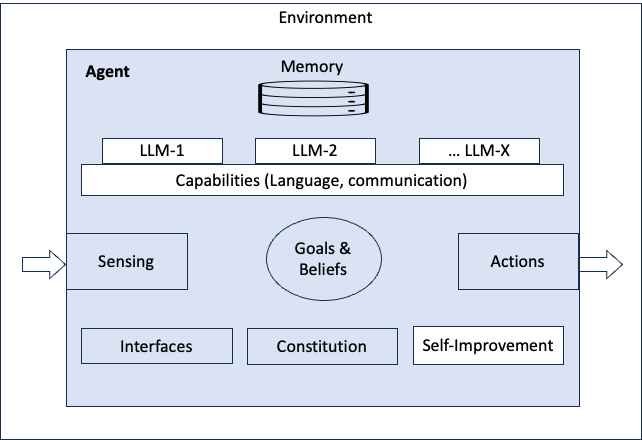 Environment
Agent
Memory
LLM-1
LLM-2
... LLM-X
Capabilities (Language, communication)
Sensing
Goals &
Beliefs
Actions
Interfaces
Constitution
Self-Improvement